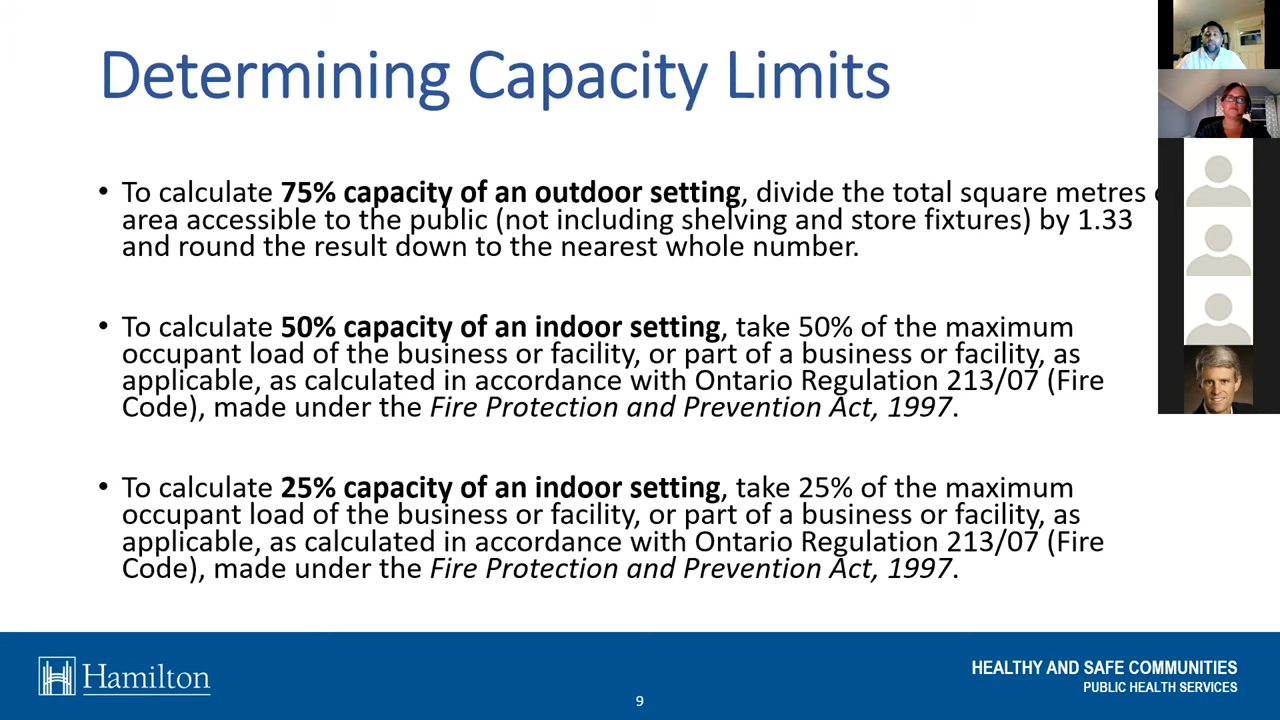 Determining Capacity Limits
• To calculate 75% capacity of an outdoor setting, divide the total square metres
area accessible to the public (not including shelving and store fixtures) by 1.33
and round the result down to the nearest whole number.
• To calculate 50% capacity of an indoor setting, take 50% of the maximum
occupant load of the business or facility, or part of a business or facility, as
applicable, as calculated in accordance with Ontario Regulation 213/07 (Fire
Code), made under the Fire Protection and Prevention Act, 1997.
• To calculate 25% capacity of an indoor setting, take 25% of the maximum
occupant load of the business or facility, or part of a business or facility, as
applicable, as calculated in accordance with Ontario Regulation 213/07 (Fire
Code), made under the Fire Protection and Prevention Act, 1997.
Hamilton
9
HEALTHY AND SAFE COMMUNITIES
PUBLIC HEALTH SERVICES